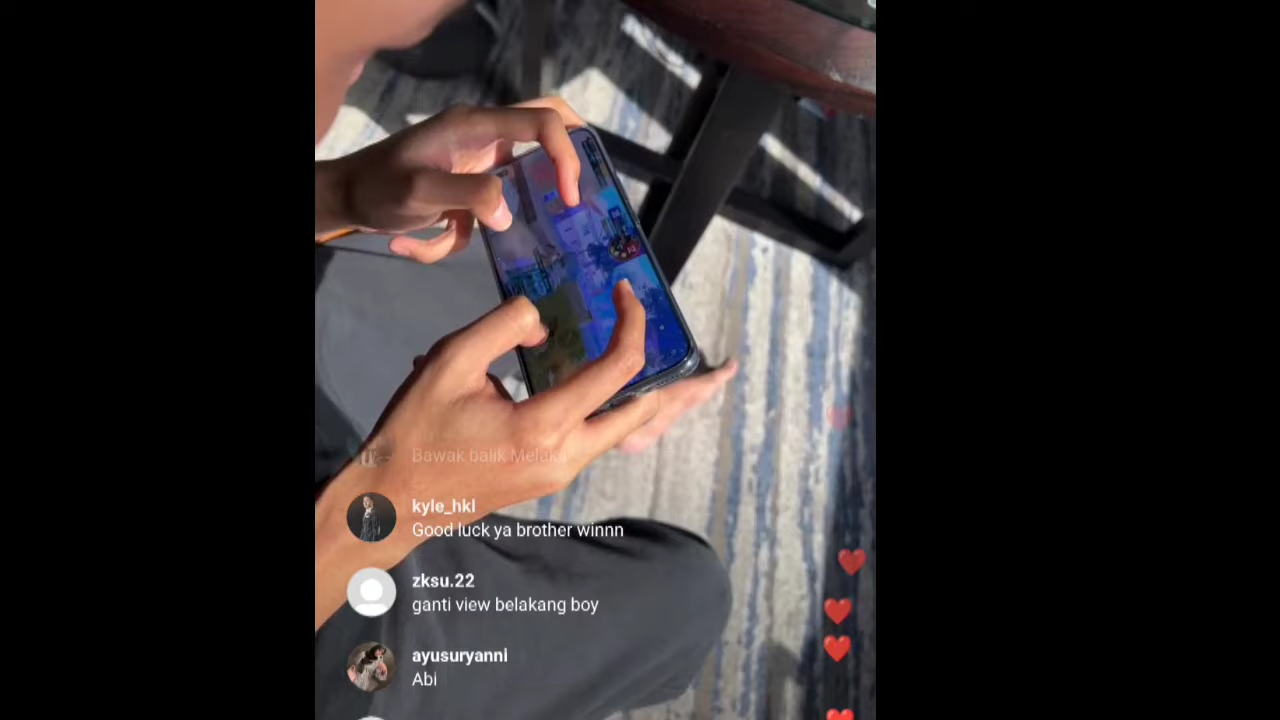 Bawak balik Melaka
kyle_hkl
Good luck ya brother winnn
zksu.22
ganti view belakang boy
ayusuryanni
Abi